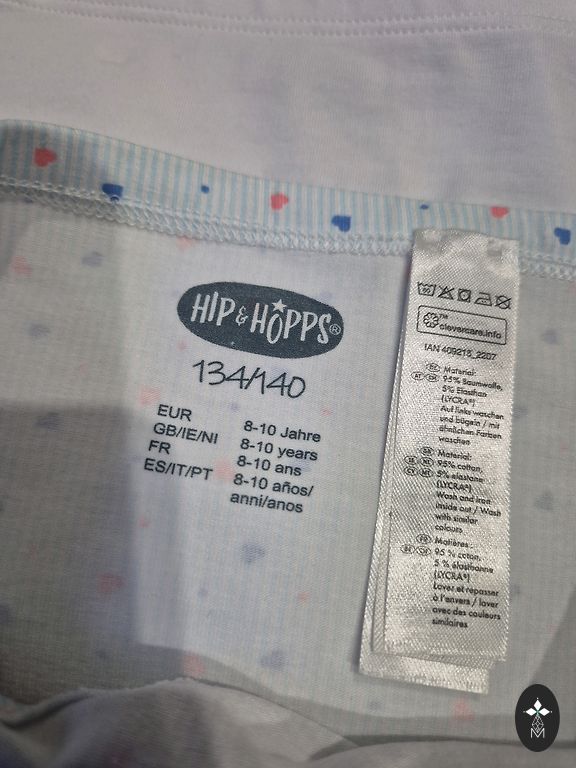 HIP & HOPPS®
134/140
EUR 8-10 Jahre
GB/IE/NI 8-10 years
FR 8-10 ans
ES/IT/PT 8-10 años/
anni/anos
clevercare.info
IAN 409215_2207
Material:
95% Baumwolle,
5% Elasthan
(LYCRA®)
Auf links waschen
und bügeln / mit
ähnlichen Farben
waschen
Material:
95% cotton,
5% elastane
(LYCRA®)
Wash and iron
inside out / Wash
with similar
colours
FR Matières:
95 % coton,
5 % élasthanne
(LYCRA®)
Laver et repasser
à l'envers / laver
avec des couleurs
similaires
M